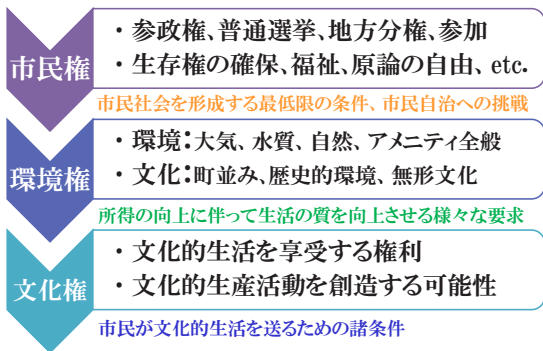 市民権
・参政権、普通選挙、地方分権、参加
・生存権の確保、福祉、原論の自由、etc.
市民社会を形成する最低限の条件、市民自治への挑戦
環境権
・環境：大気、水質、自然、アメニティ全般
・文化：町並み、歴史的環境、無形文化
所得の向上に伴って生活の質を向上させる様々な要求
文化権
・文化的生活を享受する権利
・文化的生産活動を創造する可能性
市民が文化的生活を送るための諸条件